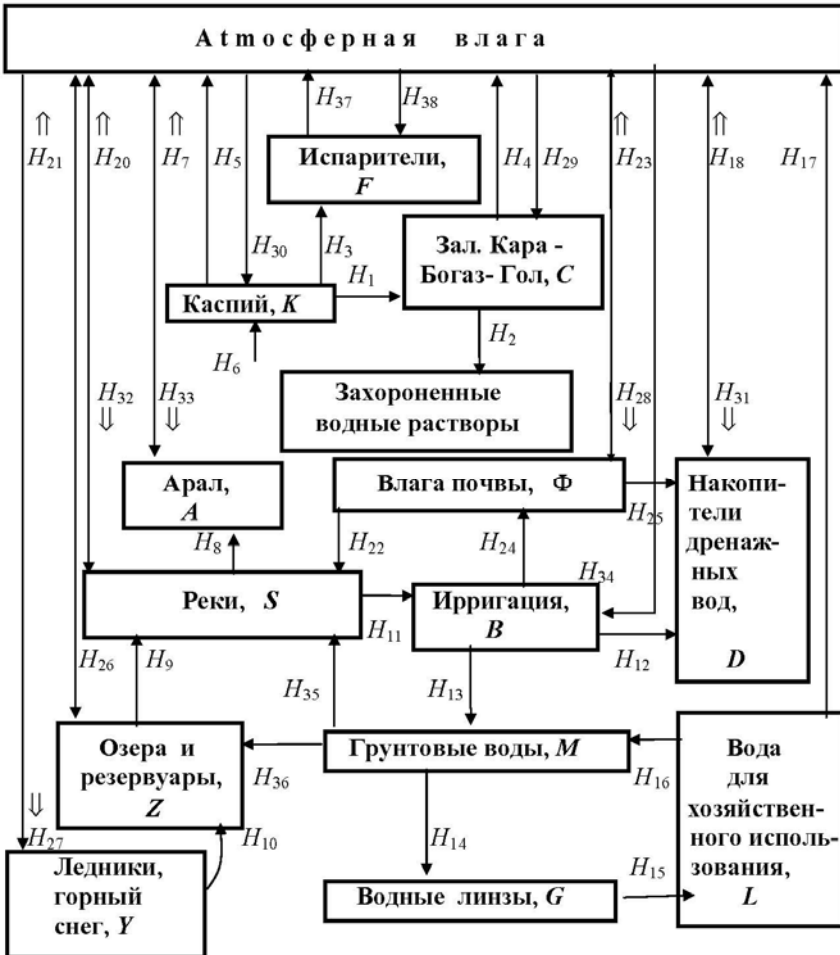 Атмосферная влага
H37
H38
⇑ ⇑ ⇑ ⇑ ⇑
H21 H20 H7 H5 H4 H29 H23 H18 H17
Испарители,
F
Зал. Кара -
Богаз- Гол, C
H30 H3
H1
Каспий, K
H2
H6
Захороненные
водные растворы
H32 H33 H28 H31
⇓ ⇓ ⇓ ⇓
Арал,
A
Влага почвы, Ф
Накопи-
тели
дренаж-
ных
вод,
D
H25
H8 H22 H24
H34
Реки, S
Ирригация,
B
H11
H12
H26 H9
H35
H13
Озера и
резервуары,
Z
Грунтовые воды, M
H36
H16
Вода
для
хозяйствен-
ного исполь-
зования,
L
⇓
H27
H10
H14
Ледники,
горный
снег, Y
Водные линзы, G
H15